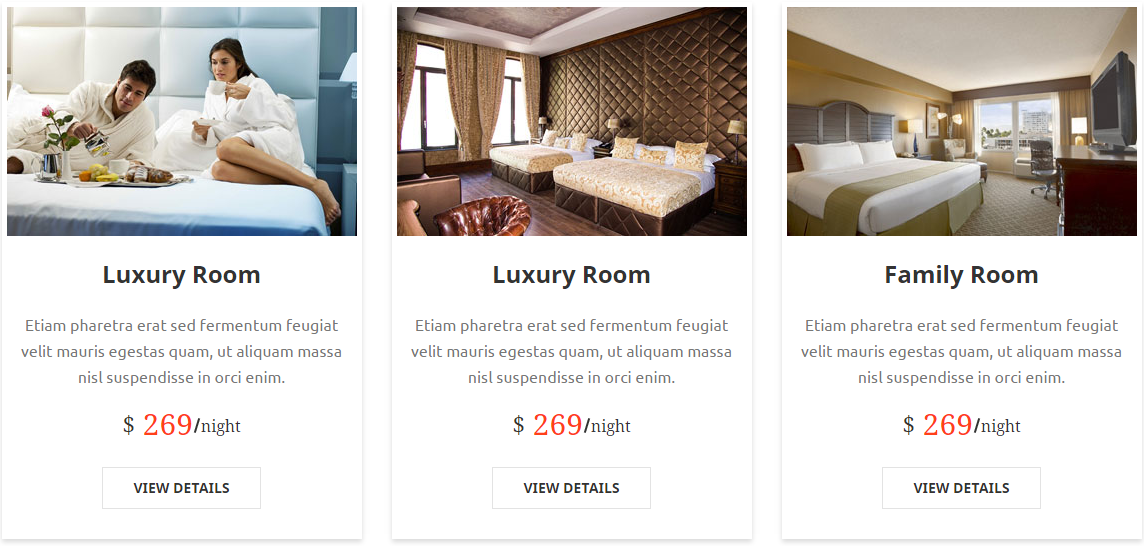 Luxury Room
Etiam pharetra erat sed fermentum feugiat
velit mauris egestas quam, ut aliquam massa
nisl suspendisse in orci enim.
$ 269/night
VIEW DETAILS
Luxury Room
Etiam pharetra erat sed fermentum feugiat
velit mauris egestas quam, ut aliquam massa
nisl suspendisse in orci enim.
$ 269/night
VIEW DETAILS
Family Room
Etiam pharetra erat sed fermentum feugiat
velit mauris egestas quam, ut aliquam massa
nisl suspendisse in orci enim.
$ 269/night
VIEW DETAILS